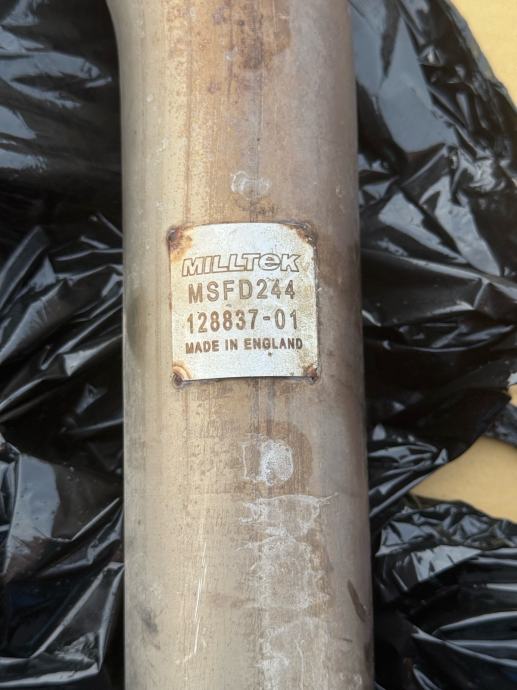 MILLTeK
MSFD244
128837-01
MADE IN ENGLAND